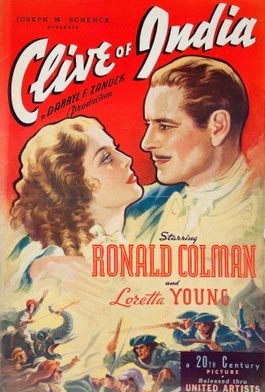 JOSEPH M. SCHENCK
PRESENTS
Clive of India
A DARRYL F. ZANUCK
Production
Starring
RONALD COLMAN
and
Loretta YOUNG
a 20TH Century
PICTURE
Released thru
UNITED ARTISTS